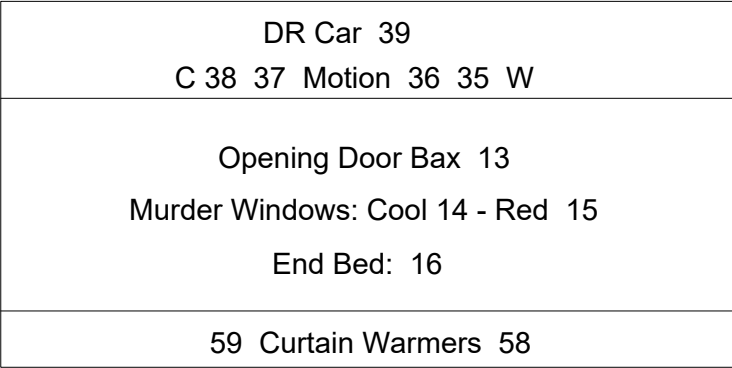 DR Car 39
C 38 37 Motion 36 35 W
Opening Door Bax 13
Murder Windows: Cool 14 - Red 15
End Bed: 16
59 Curtain Warmers 58